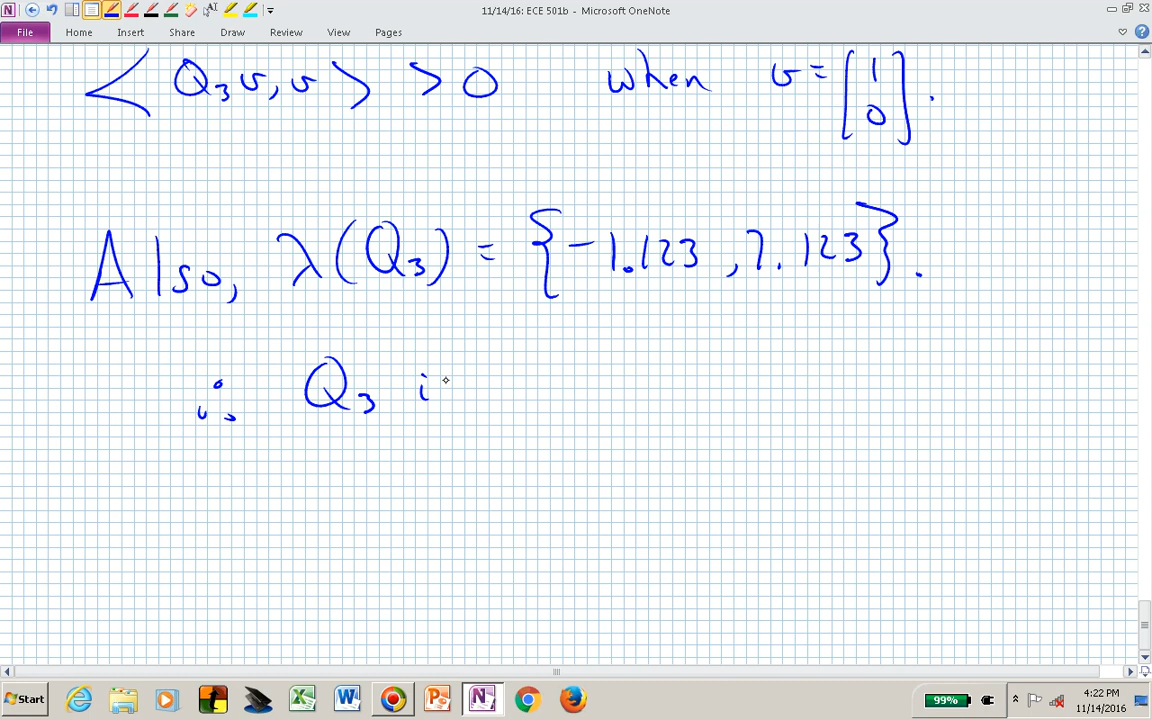 11/14/16: ECE 501b - Microsoft OneNote
File Home Insert Share Draw Review View Pages
< Q₃ v, v > > 0 when v = [1 0].
Also, λ(Q₃) = {-1.123, 7.123}.
∴ Q₃ i
Start 99% 4:22 PM
11/14/2016